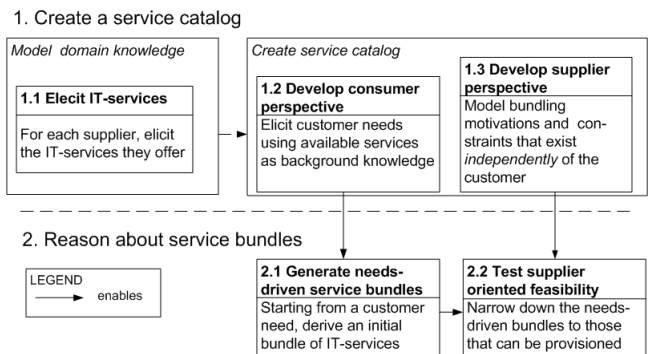 1. Create a service catalog
Model domain knowledge
1.1 Elecit IT-services
For each supplier, elicit
the IT-services they offer
Create service catalog
1.2 Develop consumer
perspective
Elicit customer needs
using available services
as background knowledge
1.3 Develop supplier
perspective
Model bundling
motivations and con-
straints that exist
independently of the
customer
2. Reason about service bundles
LEGEND
enables
2.1 Generate needs-
driven service bundles
Starting from a customer
need, derive an initial
bundle of IT-services
2.2 Test supplier
oriented feasibility
Narrow down the needs-
driven bundles to those
that can be provisioned